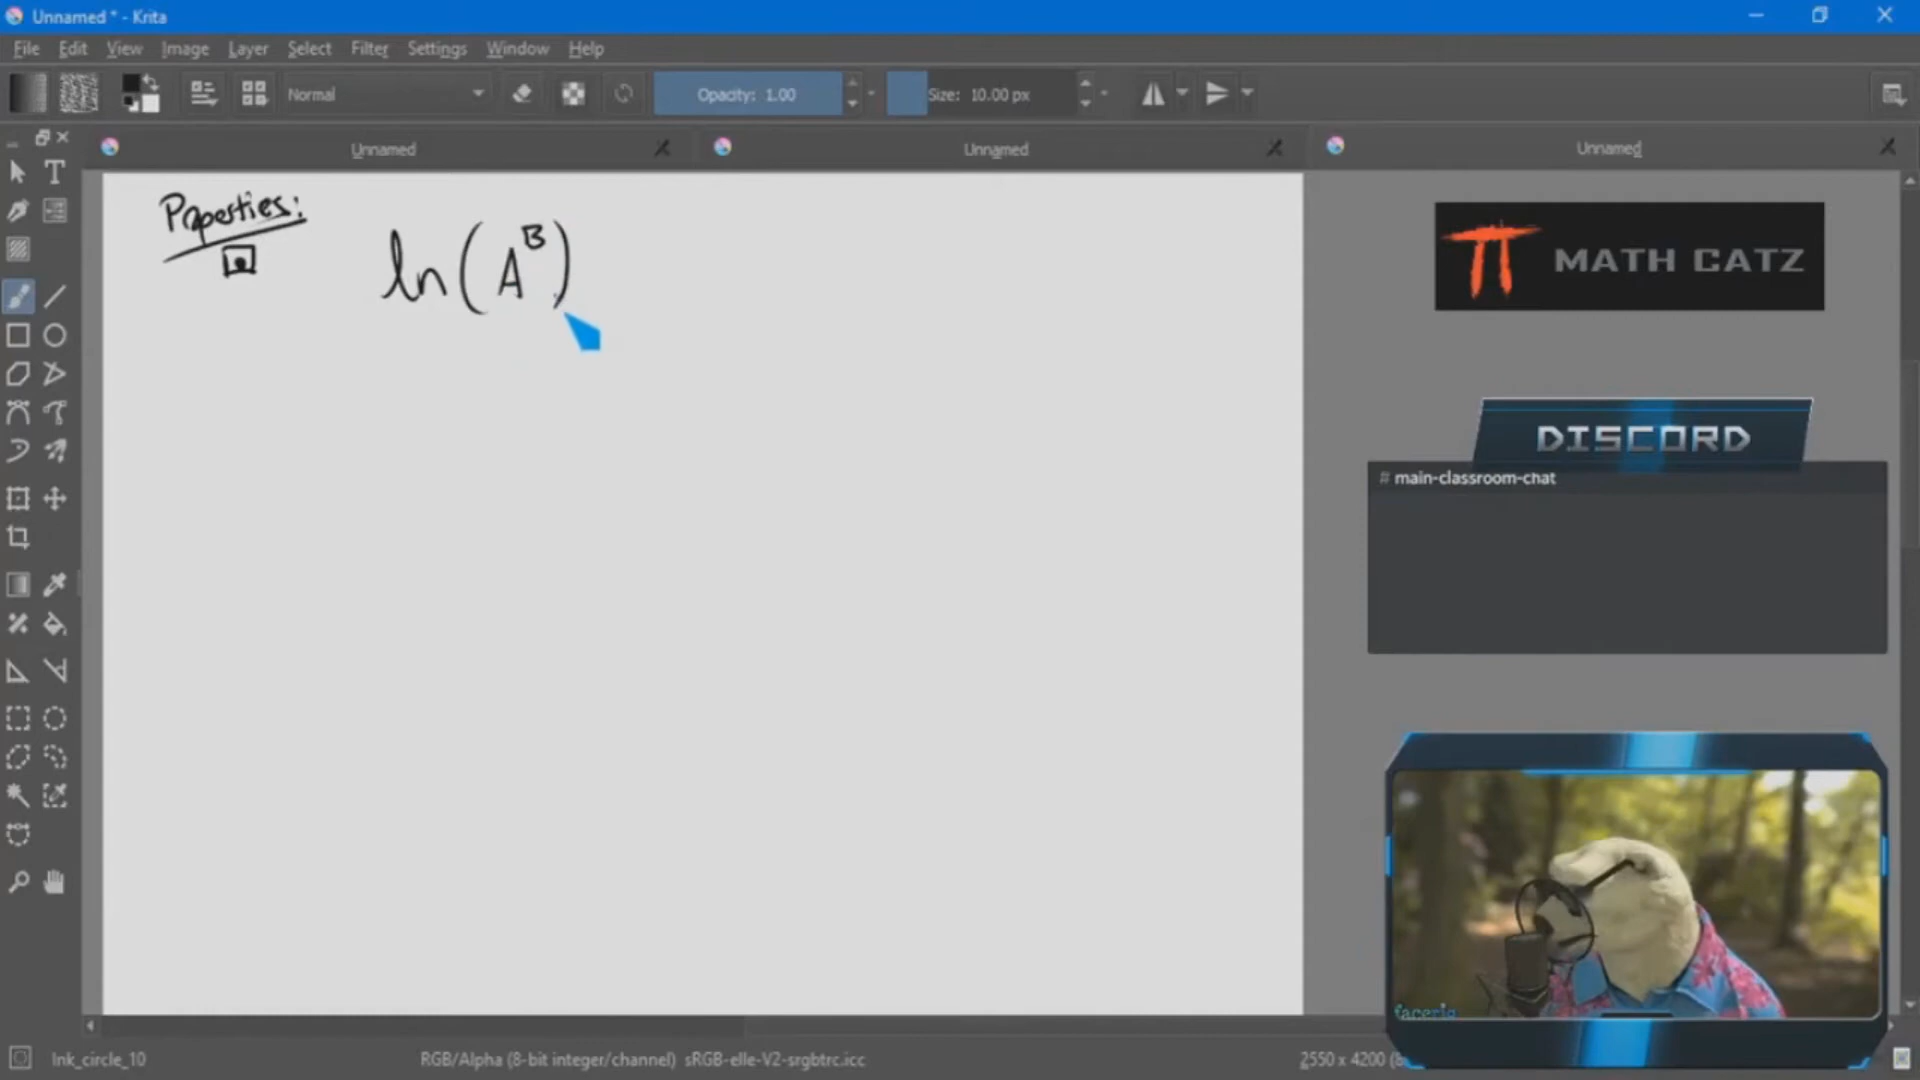 Unnamed * - Krita
File Edit View Image Layer Select Filter Settings Window Help
Normal Opacity: 1.00 Size: 10.00 px
Unnamed Unnamed Unnamed
Properties:
ln(A^B)
π MATH CATZ
DISCORD
# main-classroom-chat
facerig
Ink_circle_10 RGB/Alpha (8-bit integer/channel) sRGB-elle-V2-srgbtrc.icc 2550 x 4200 (8